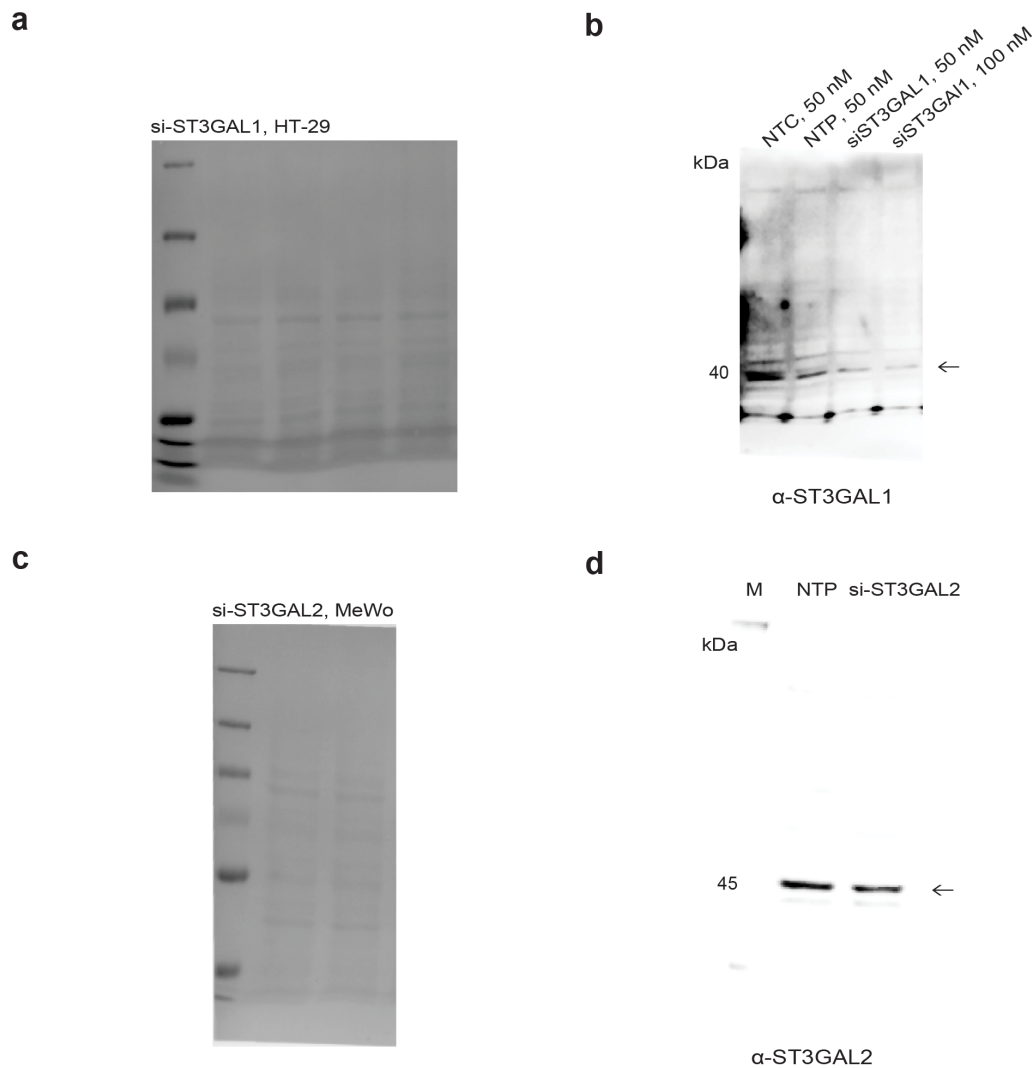 a
si-ST3GAL1, HT-29
b
NTC, 50 nM
NTP, 50 nM
siST3GAL1, 50 nM
siST3GAl1, 100 nM
kDa
40
α-ST3GAL1
c
si-ST3GAL2, MeWo
d
M NTP si-ST3GAL2
kDa
45
α-ST3GAL2